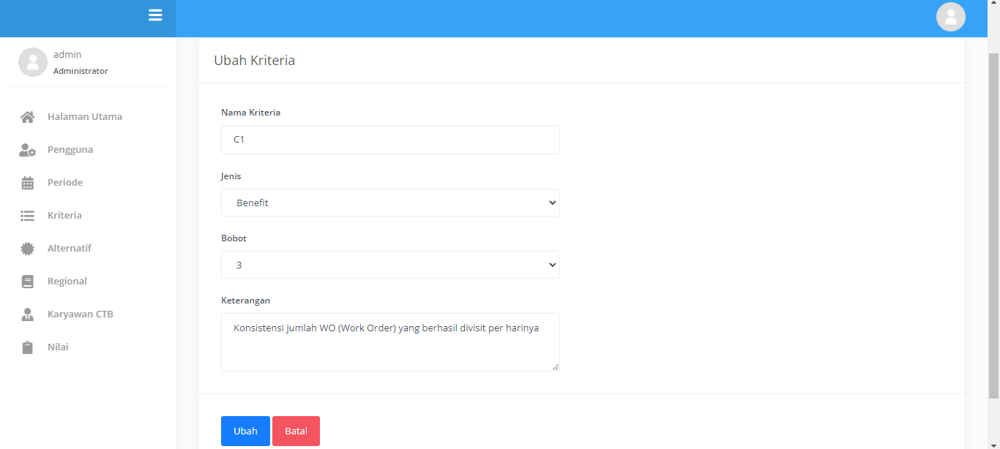 admin
Administrator
Halaman Utama
Pengguna
Periode
Kriteria
Alternatif
Regional
Karyawan CTB
Nilai
Ubah Kriteria
Nama Kriteria
C1
Jenis
Benefit
Bobot
3
Keterangan
Konsistensi jumlah WO (Work Order) yang berhasil divisit per harinya
Ubah
Batal